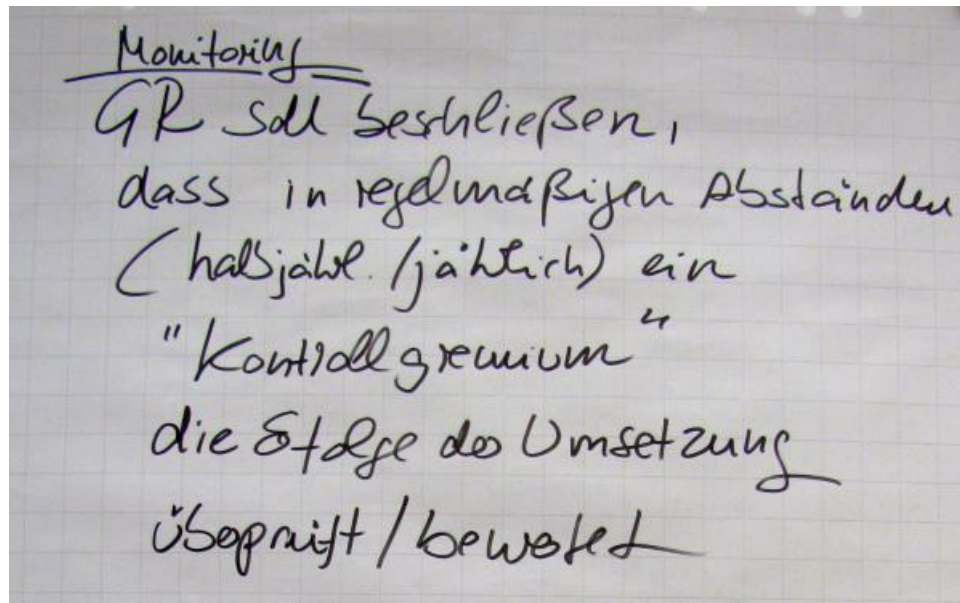 Monitoring
GR soll beschließen,
dass in regelmäßigen Abständen
(halbjährl. /jährlich) ein
"Kontrollgremium"
die Erfolge der Umsetzung
überprüft / bewertet